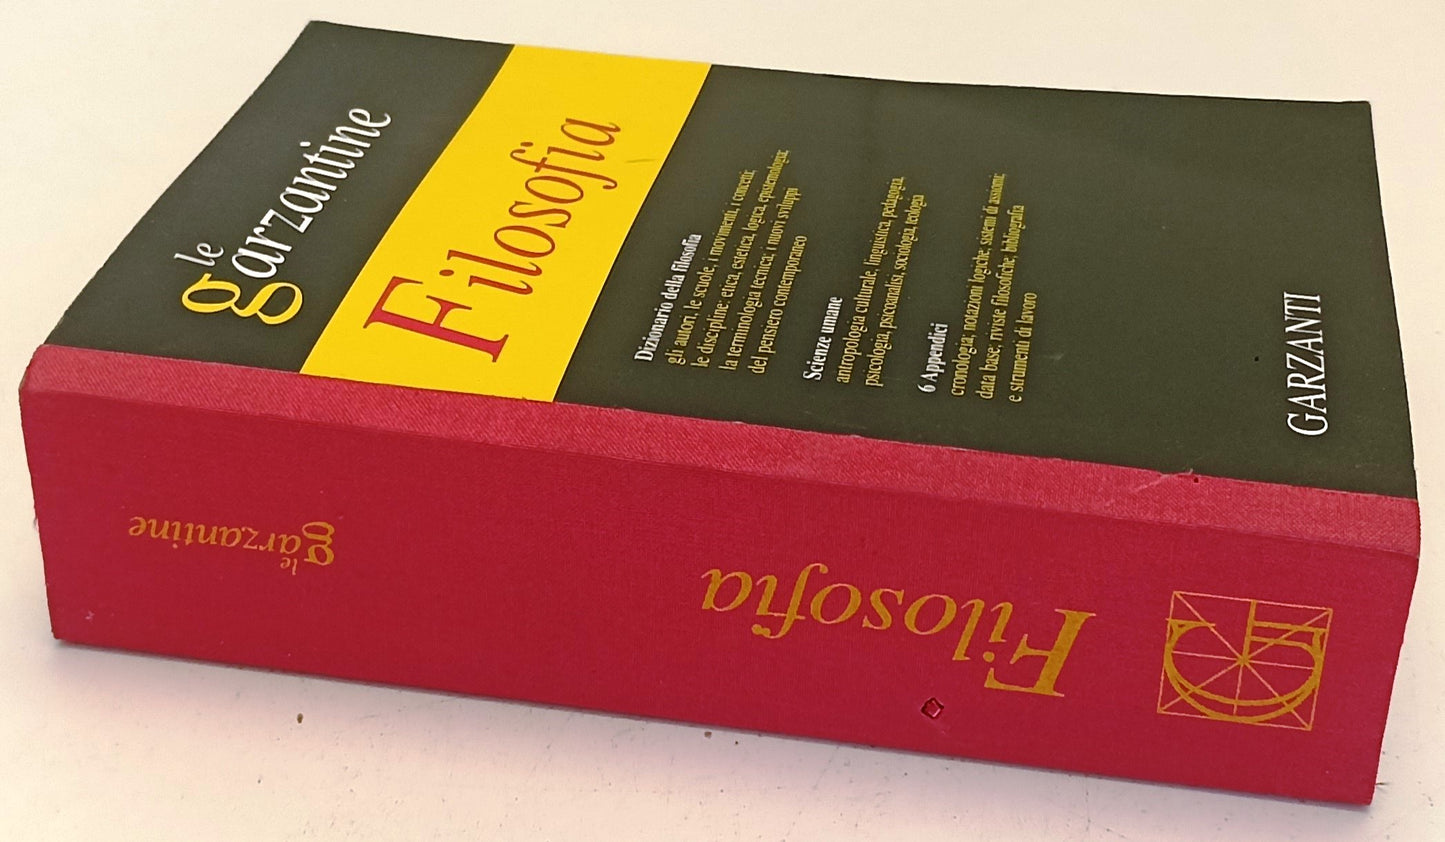 le
garzantine
Filosofia
Dizionario della filosofia
gli autori, le scuole, i movimenti, i concetti;
le discipline: etica, estetica, logica, epistemologia;
la terminologia tecnica; i nuovi sviluppi
del pensiero contemporaneo
Scienze umane
antropologia culturale, linguistica, pedagogia,
psicologia, psicoanalisi, sociologia, teologia
6 Appendici
cronologia; notazioni logiche; sistemi di assiomi;
data base; riviste filosofiche; bibliografia
e strumenti di lavoro
GARZANTI
le
garzantine
Filosofia